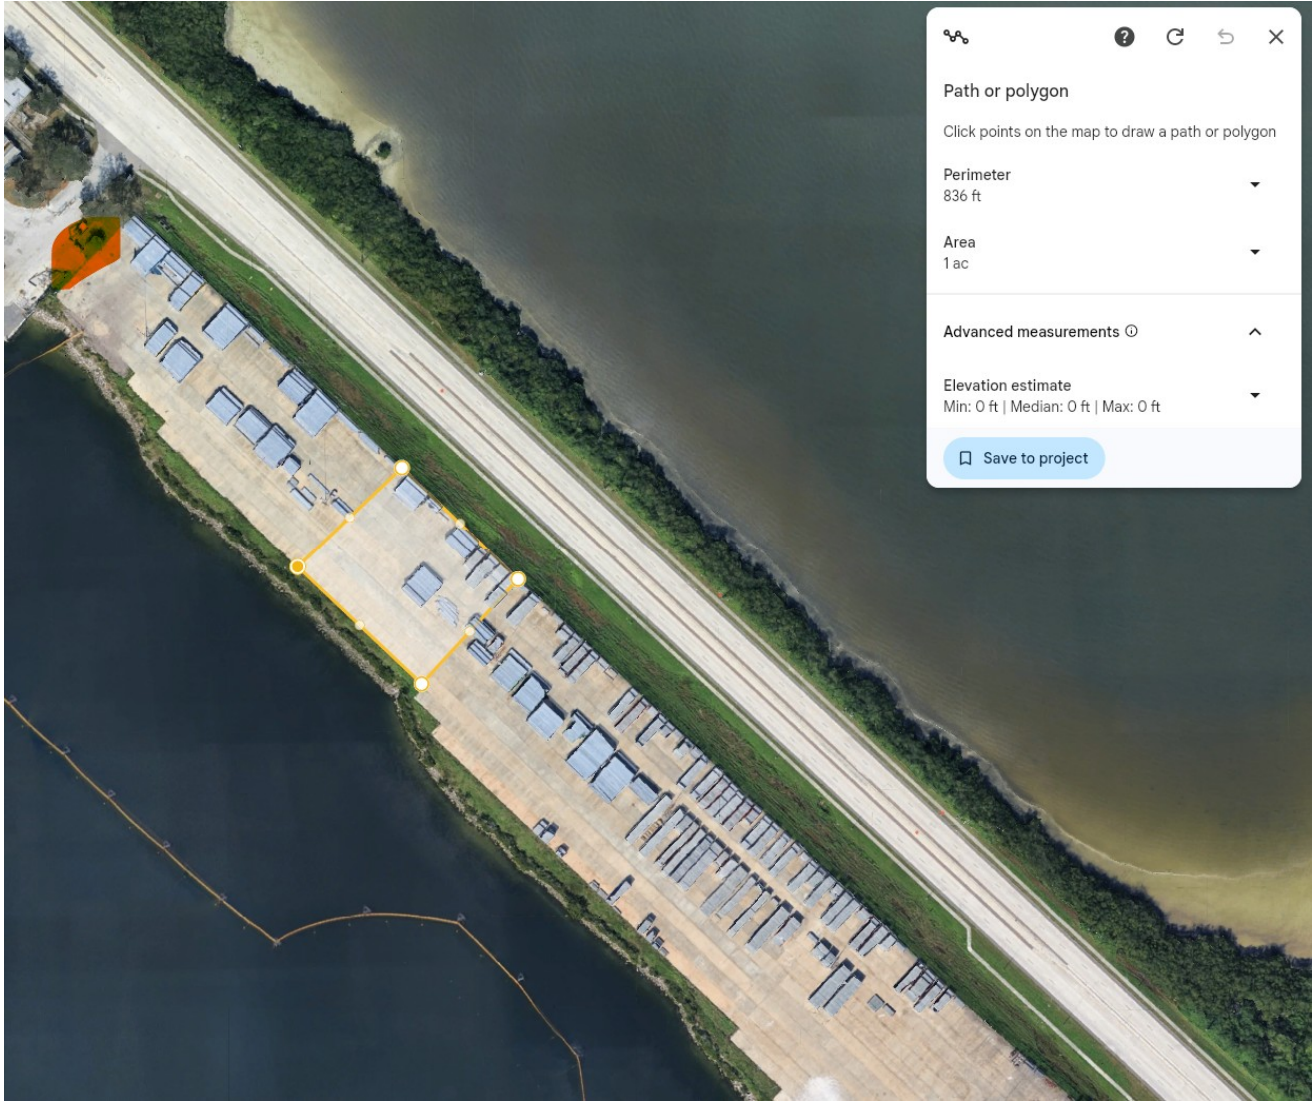 Path or polygon
Click points on the map to draw a path or polygon
Perimeter
836 ft
Area
1 ac
Advanced measurements
Elevation estimate
Min: 0 ft | Median: 0 ft | Max: 0 ft
Save to project